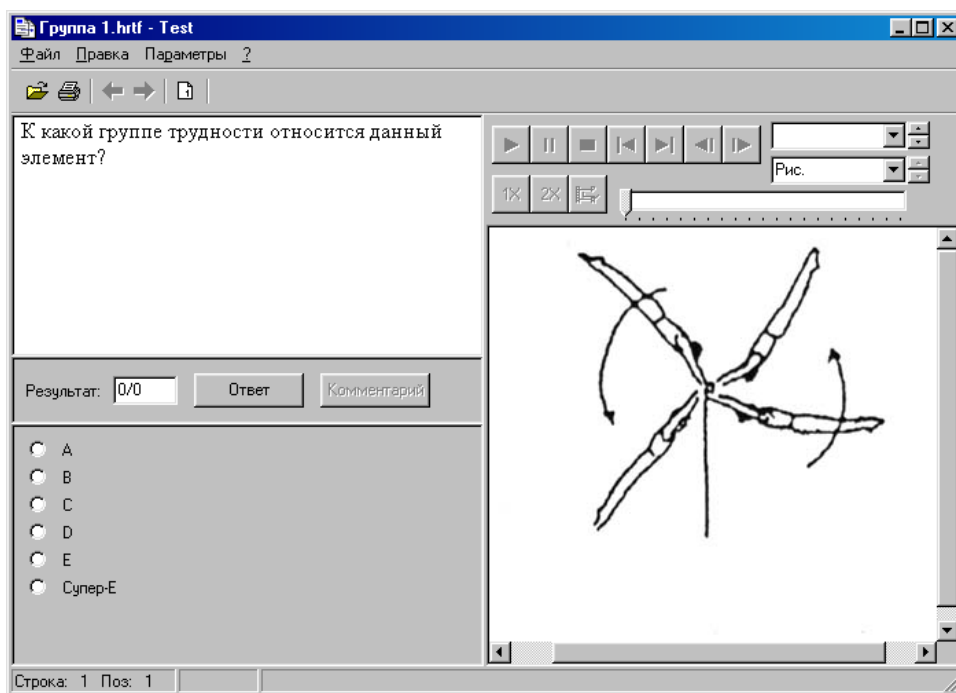 Группа 1.hrtf - Test
Файл Правка Параметры ?
1
К какой группе трудности относится данный
элемент?
Рис.
1X 2X
Результат: 0/0 Ответ Комментарий
A
B
C
D
E
Супер-E
Строка: 1 Поз: 1